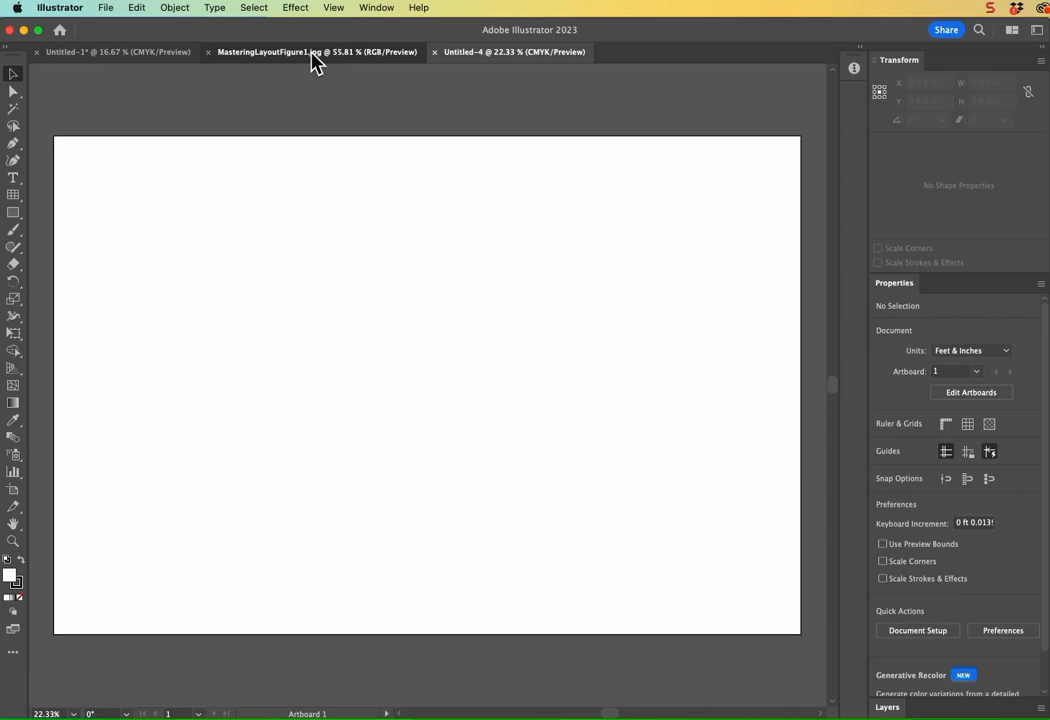 Illustrator File Edit Object Type Select Effect View Window Help
Adobe Illustrator 2023
Share
Untitled-1* @ 16.67 % (CMYK/Preview)
MasteringLayoutFigure1.jpg @ 55.81 % (RGB/Preview)
Untitled-4 @ 22.33 % (CMYK/Preview)
Transform
X: W:
Y: H:
No Shape Properties
Scale Corners
Scale Strokes & Effects
Properties
No Selection
Document
Units: Feet & Inches
Artboard: 1
Edit Artboards
Ruler & Grids
Guides
Snap Options
Preferences
Keyboard Increment:
Use Preview Bounds
Scale Corners
Scale Strokes & Effects
Quick Actions
Document Setup Preferences
Generative Recolor NEW
Generate color variations from a detailed
Layers
22.33% 0° 1 Artboard 1